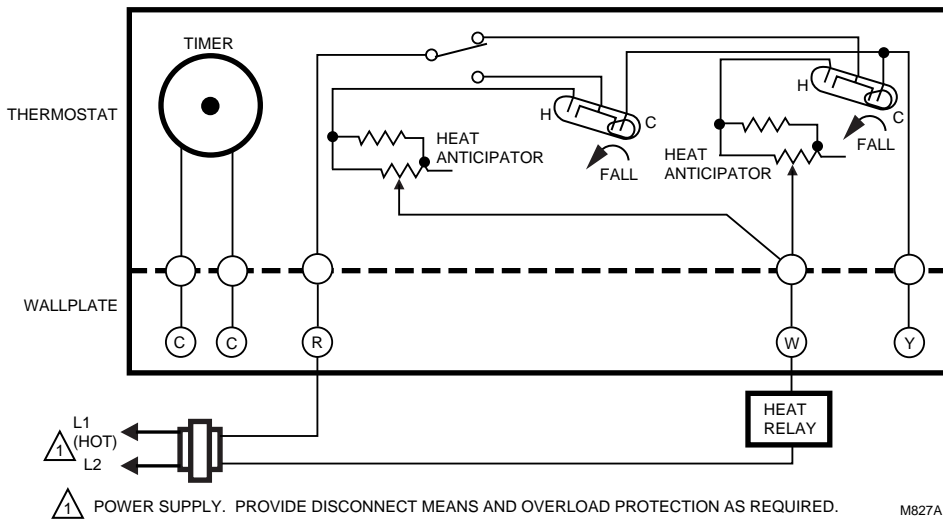 TIMER
THERMOSTAT
H
C
FALL
HEAT
ANTICIPATOR
H
C
FALL
HEAT
ANTICIPATOR
WALLPLATE
C
C
R
W
Y
L1
(HOT)
L2
1
HEAT
RELAY
1 POWER SUPPLY. PROVIDE DISCONNECT MEANS AND OVERLOAD PROTECTION AS REQUIRED.
M827A